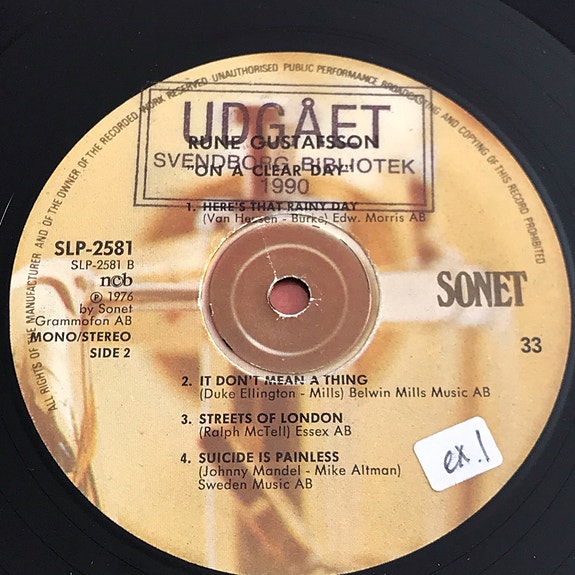 ALL RIGHTS OF THE MANUFACTURER AND OF THE OWNER OF THE RECORDED WORK RESERVED UNAUTHORISED PUBLIC PERFORMANCE BROADCASTING AND COPYING OF THIS RECORD PROHIBITED
UDGÅET
RUNE GUSTAFSSON
SVENDBORG BIBLIOTEK
"ON A CLEAR DAY"
1990
1. HERE'S THAT RAINY DAY
(Van Heusen - Burke) Edw. Morris AB
SLP-2581
SLP-2581 B
ncb
Ⓟ 1976
by Sonet
Grammofon AB
MONO/STEREO
SIDE 2
SONET
33
2. IT DON'T MEAN A THING
(Duke Ellington - Mills) Belwin Mills Music AB
3. STREETS OF LONDON
(Ralph McTell) Essex AB
4. SUICIDE IS PAINLESS
(Johnny Mandel - Mike Altman)
Sweden Music AB
ex.1